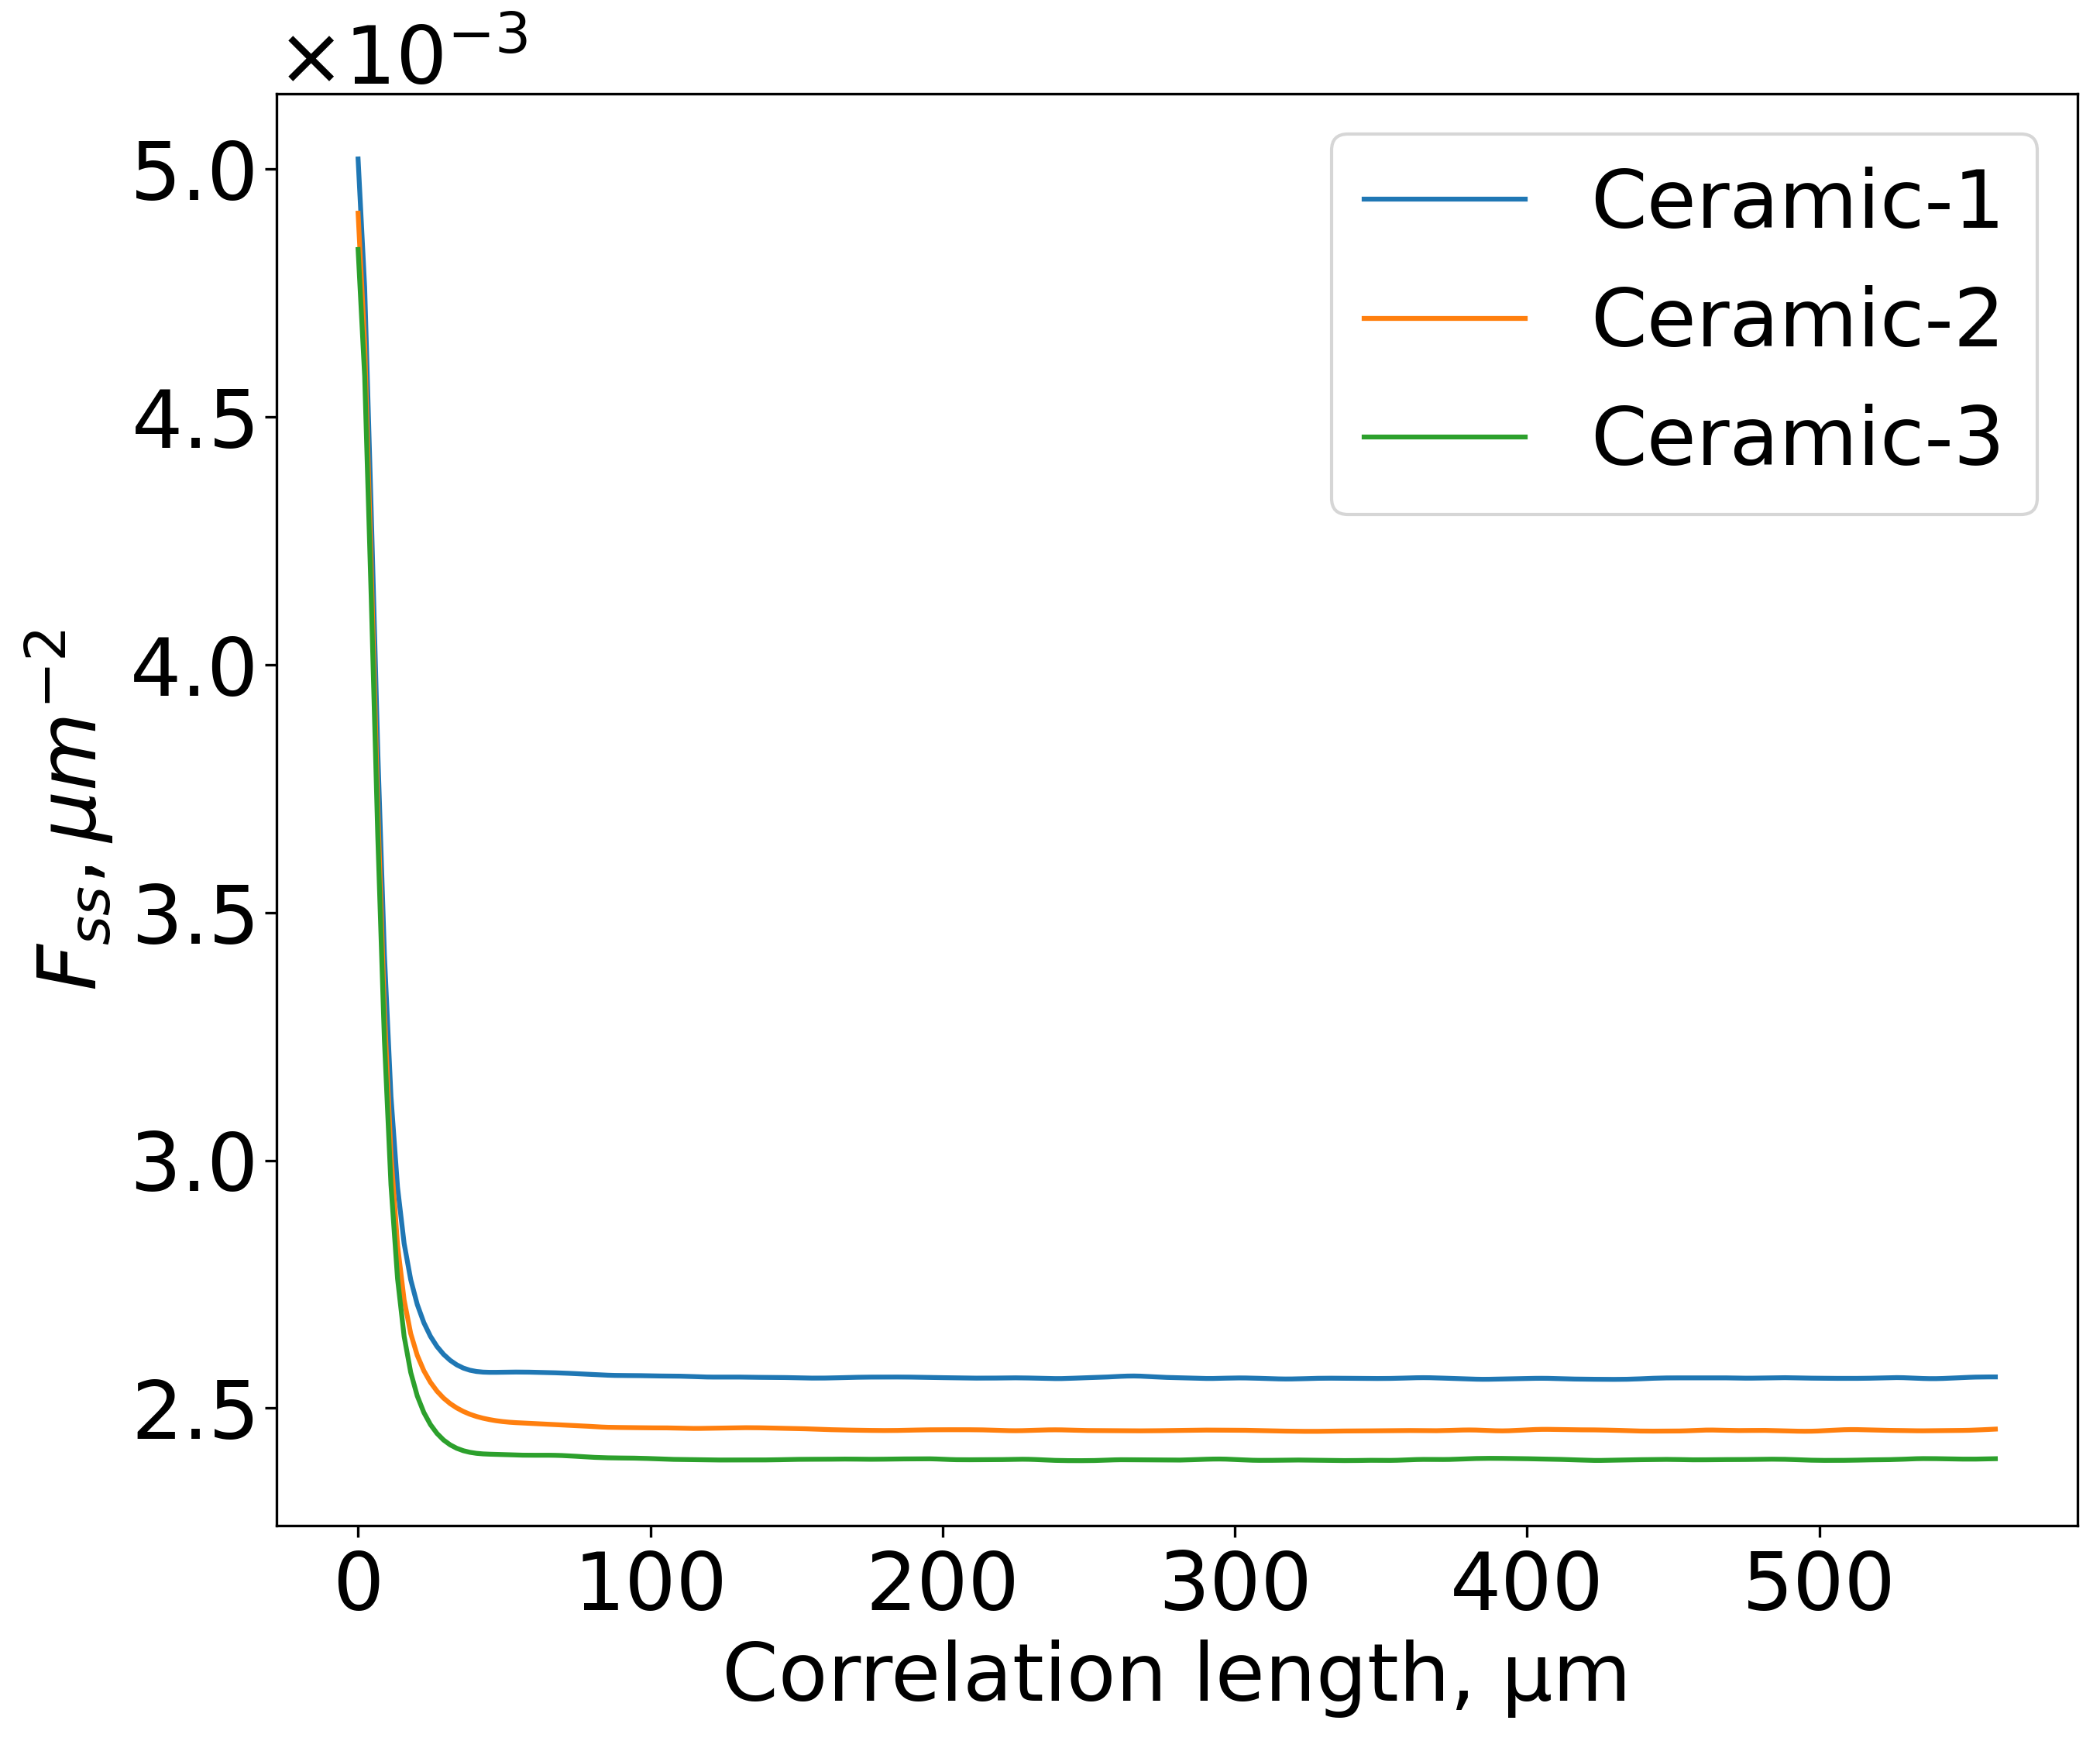 ×10⁻³
5.0
4.5
4.0
3.5
3.0
2.5
F_ss, μm⁻²
Ceramic-1
Ceramic-2
Ceramic-3
0 100 200 300 400 500
Correlation length, μm